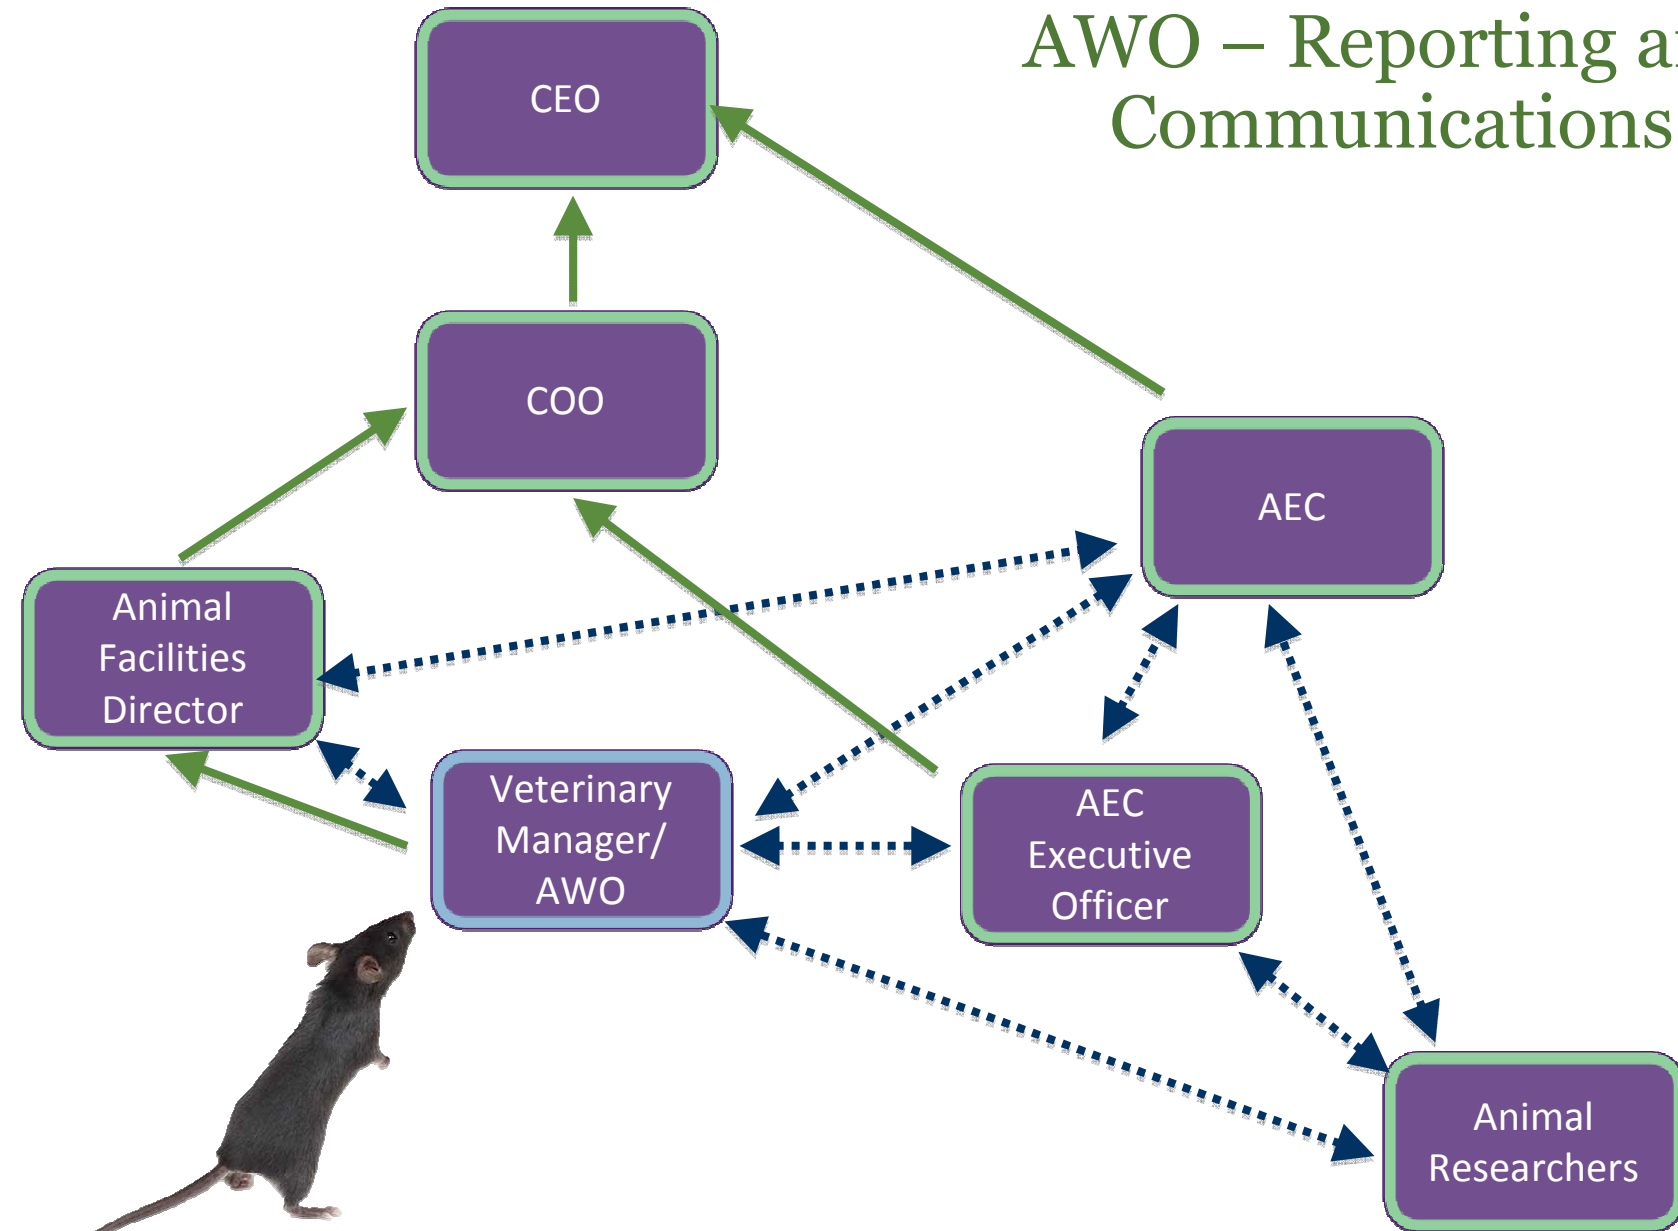 AWO – Reporting
Communications
CEO
COO
AEC
Animal
Facilities
Director
Veterinary
Manager/
AWO
AEC
Executive
Officer
Animal
Researchers